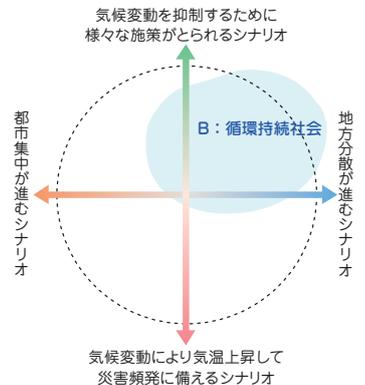 気候変動を抑制するために
様々な施策がとられるシナリオ
都市集中が進むシナリオ
B：循環持続社会
地方分散が進むシナリオ
気候変動により気温上昇して
災害頻発に備えるシナリオ